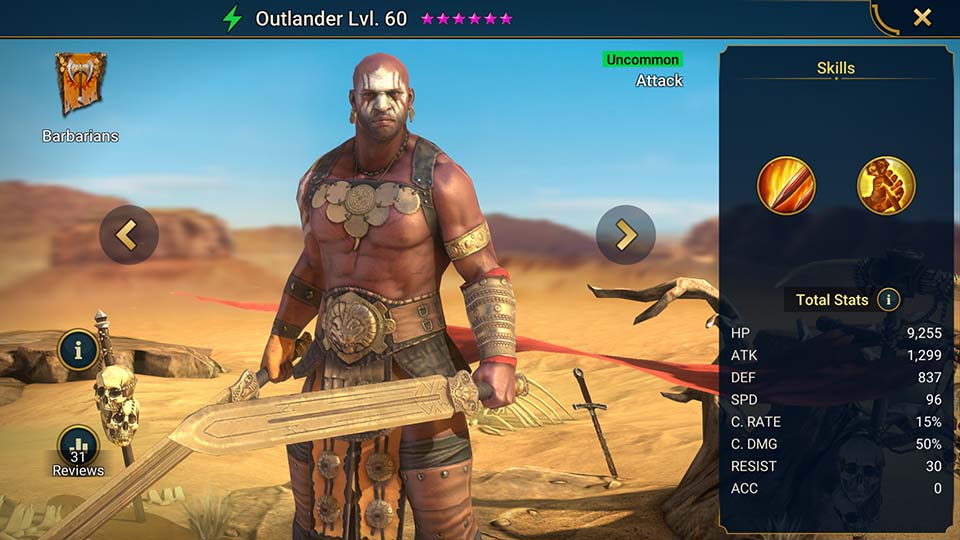 Outlander Lvl. 60
Barbarians
Uncommon
Attack
Skills
Total Stats i
HP 9,255
ATK 1,299
DEF 837
SPD 96
C. RATE 15%
C. DMG 50%
RESIST 30
ACC 0
i
31
Reviews